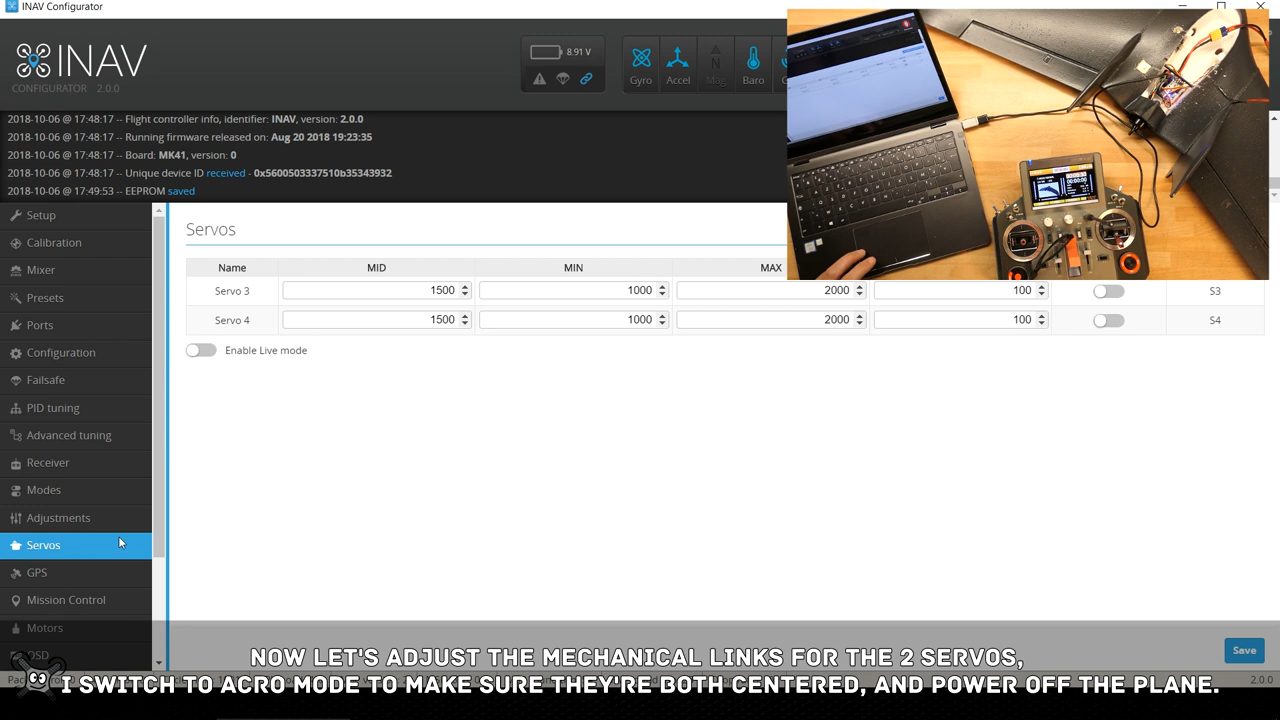 INAV Configurator
INAV
CONFIGURATOR 2.0.0
8.91 V
Gyro Accel Mag Baro
2018-10-06 @ 17:48:17 -- Flight controller info, identifier: INAV, version: 2.0.0
2018-10-06 @ 17:48:17 -- Running firmware released on: Aug 20 2018 19:23:35
2018-10-06 @ 17:48:17 -- Board: MK41, version: 0
2018-10-06 @ 17:48:17 -- Unique device ID received - 0x5600503337510b35343932
2018-10-06 @ 17:49:53 -- EEPROM saved
Setup
Calibration
Mixer
Presets
Ports
Configuration
Failsafe
PID tuning
Advanced tuning
Receiver
Modes
Adjustments
Servos
GPS
Mission Control
Motors
OSD
Servos
Name MID MIN MAX
Servo 3 1500 1000 2000 100 S3
Servo 4 1500 1000 2000 100 S4
Enable Live mode
Save
NOW LET'S ADJUST THE MECHANICAL LINKS FOR THE 2 SERVOS,
I SWITCH TO ACRO MODE TO MAKE SURE THEY'RE BOTH CENTERED, AND POWER OFF THE PLANE.
2.0.0